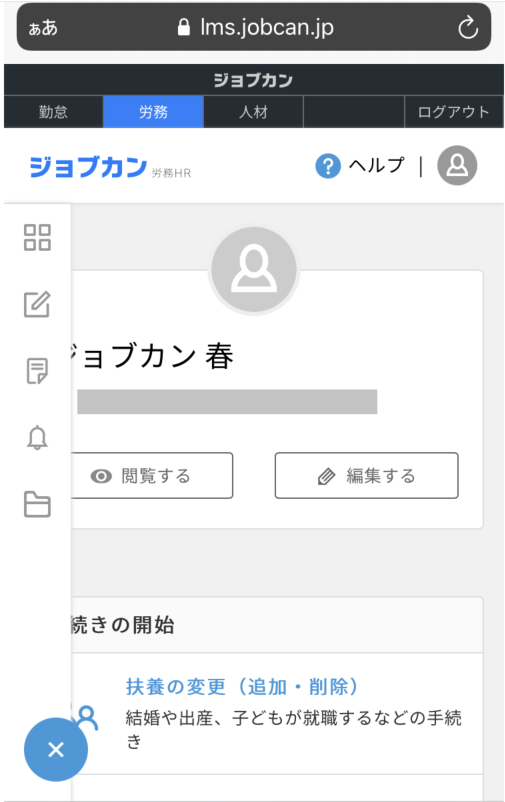 ぁあ lms.jobcan.jp
ジョブカン
勤怠 労務 人材 ログアウト
ジョブカン 労務HR ? ヘルプ |
ョブカン 春
閲覧する 編集する
続きの開始
扶養の変更（追加・削除）
結婚や出産、子どもが就職するなどの手続
き